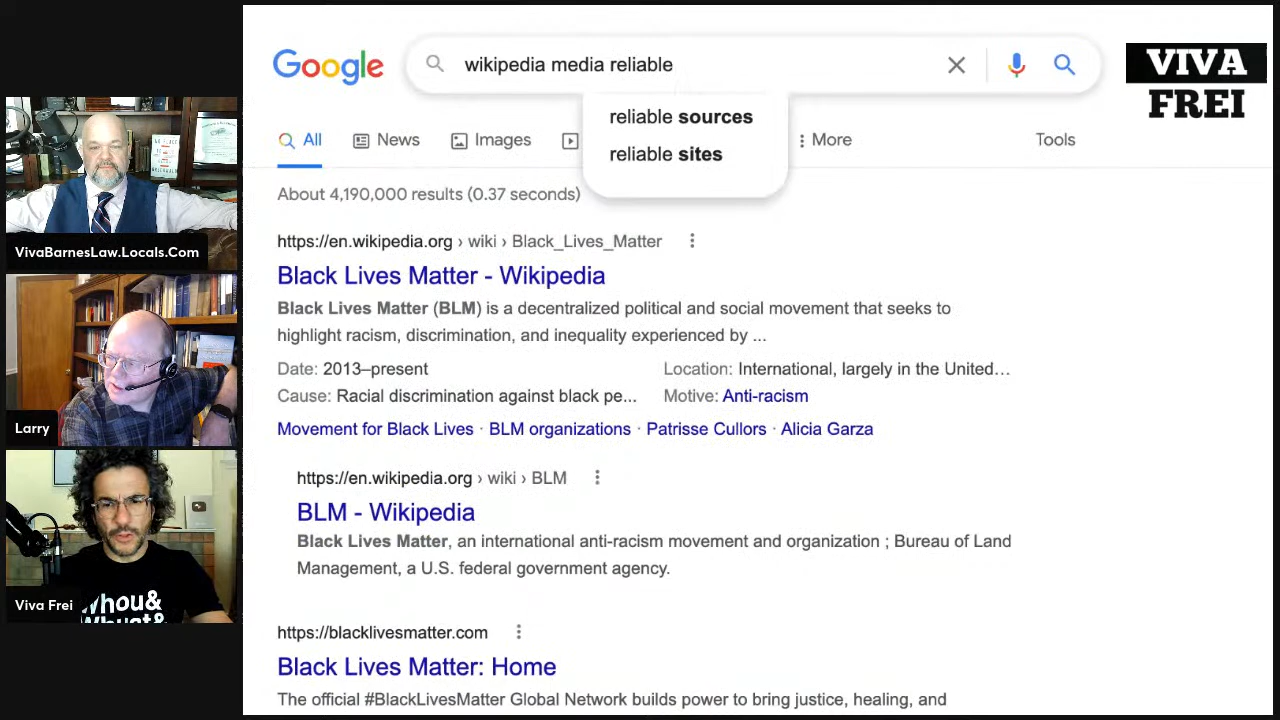 Google
wikipedia media reliable
VIVA
FREI
reliable sources
reliable sites
All
News
Images
More
Tools
About 4,190,000 results (0.37 seconds)
https://en.wikipedia.org › wiki › Black_Lives_Matter
Black Lives Matter - Wikipedia
Black Lives Matter (BLM) is a decentralized political and social movement that seeks to
highlight racism, discrimination, and inequality experienced by ...
Date: 2013–present
Location: International, largely in the United...
Cause: Racial discrimination against black pe...
Motive: Anti-racism
Movement for Black Lives · BLM organizations · Patrisse Cullors · Alicia Garza
https://en.wikipedia.org › wiki › BLM
BLM - Wikipedia
Black Lives Matter, an international anti-racism movement and organization ; Bureau of Land
Management, a U.S. federal government agency.
https://blacklivesmatter.com
Black Lives Matter: Home
The official #BlackLivesMatter Global Network builds power to bring justice, healing, and
VivaBarnesLaw.Locals.Com
Larry
Viva Frei
Whou&